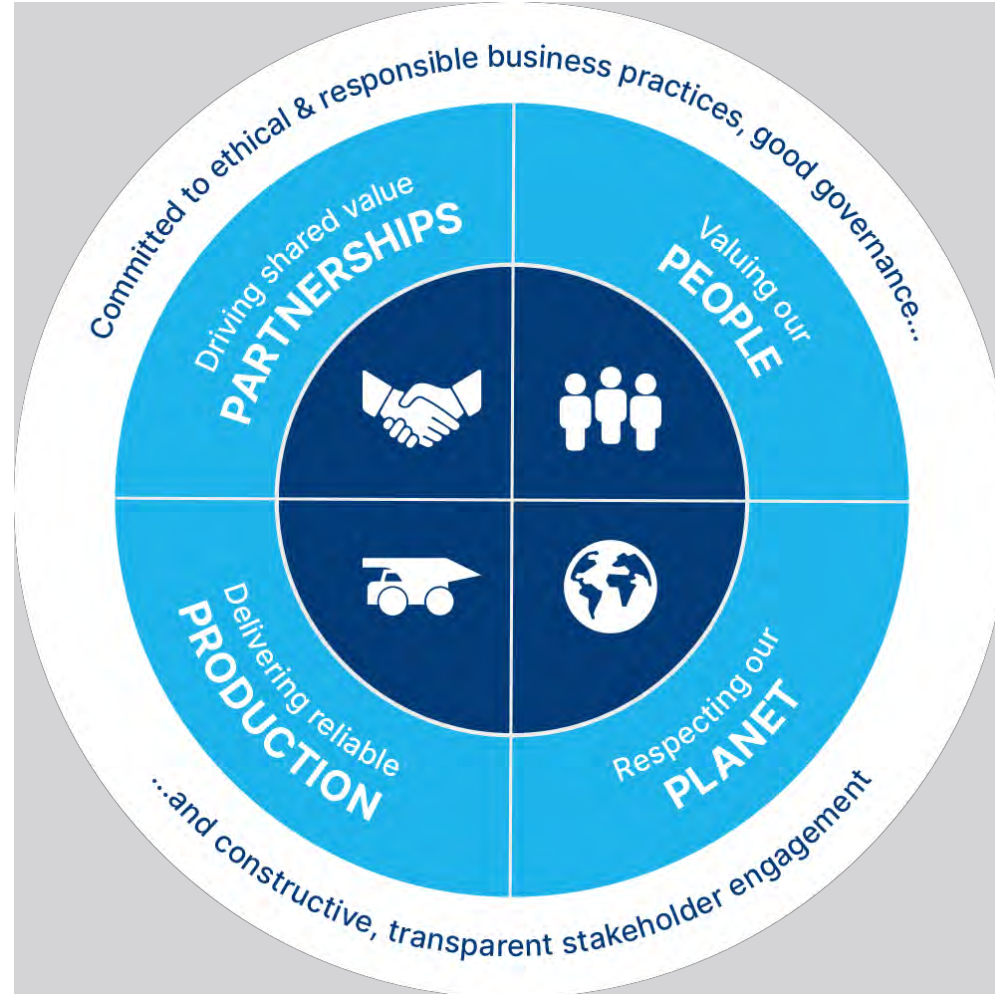 Committed to ethical & responsible business practices, good governance...
Driving shared value
PARTNERSHIPS
Valuing our
PEOPLE
Delivering reliable
PRODUCTION
Respecting our
PLANET
...and constructive, transparent stakeholder engagement